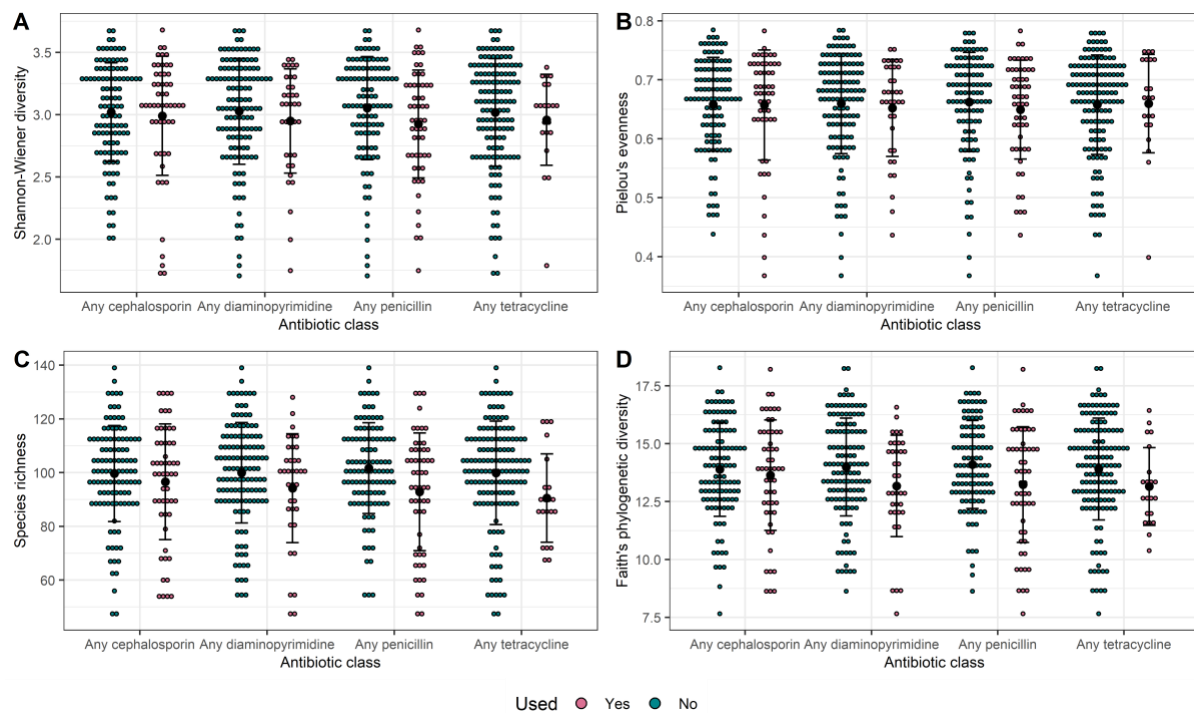 A
B
Shannon-Wiener diversity
3.5
3.0
2.5
2.0
Any cephalosporin Any diaminopyrimidine Any penicillin Any tetracycline
Antibiotic class
Pielou's evenness
0.8
0.7
0.6
0.5
0.4
Any cephalosporin Any diaminopyrimidine Any penicillin Any tetracycline
Antibiotic class
C
D
Species richness
140
120
100
80
60
Any cephalosporin Any diaminopyrimidine Any penicillin Any tetracycline
Antibiotic class
Faith's phylogenetic diversity
17.5
15.0
12.5
10.0
7.5
Any cephalosporin Any diaminopyrimidine Any penicillin Any tetracycline
Antibiotic class
Used Yes No